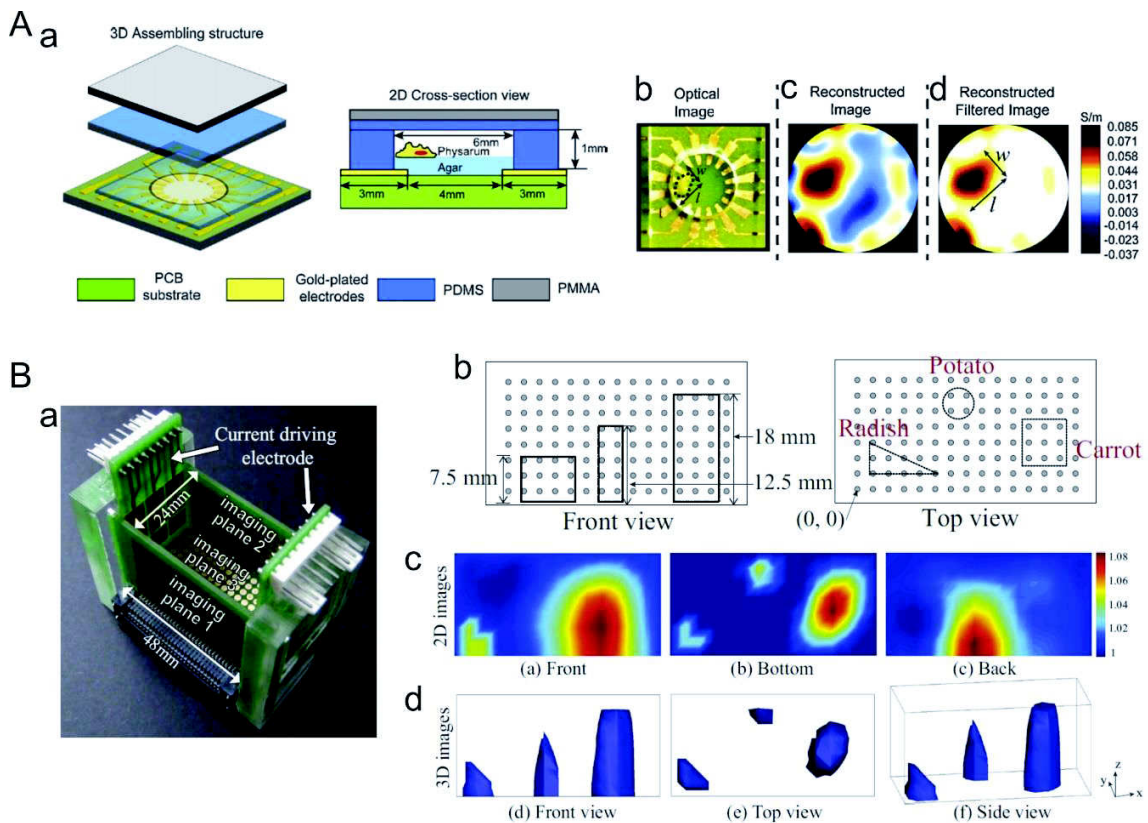 A
a
3D Assembling structure
2D Cross-section view
6mm
Physarum
Agar
1mm
3mm
4mm
3mm
PCB
substrate
Gold-plated
electrodes
PDMS
PMMA
b
Optical
Image
w
l
c
Reconstructed
Image
d
Reconstructed
Filtered Image
w
l
S/m
0.085
0.071
0.058
0.044
0.031
0.017
0.003
-0.010
-0.023
-0.037
B
a
Current driving
electrode
24mm
imaging
plane 2
imaging
plane 3
imaging
plane 1
48mm
b
7.5 mm
12.5 mm
18 mm
Front view
Potato
Radish
Carrot
(0, 0)
Top view
c
2D images
(a) Front
(b) Bottom
(c) Back
1.08
1.06
1.04
1.02
1
d
3D images
(d) Front view
(e) Top view
(f) Side view
z
y
x